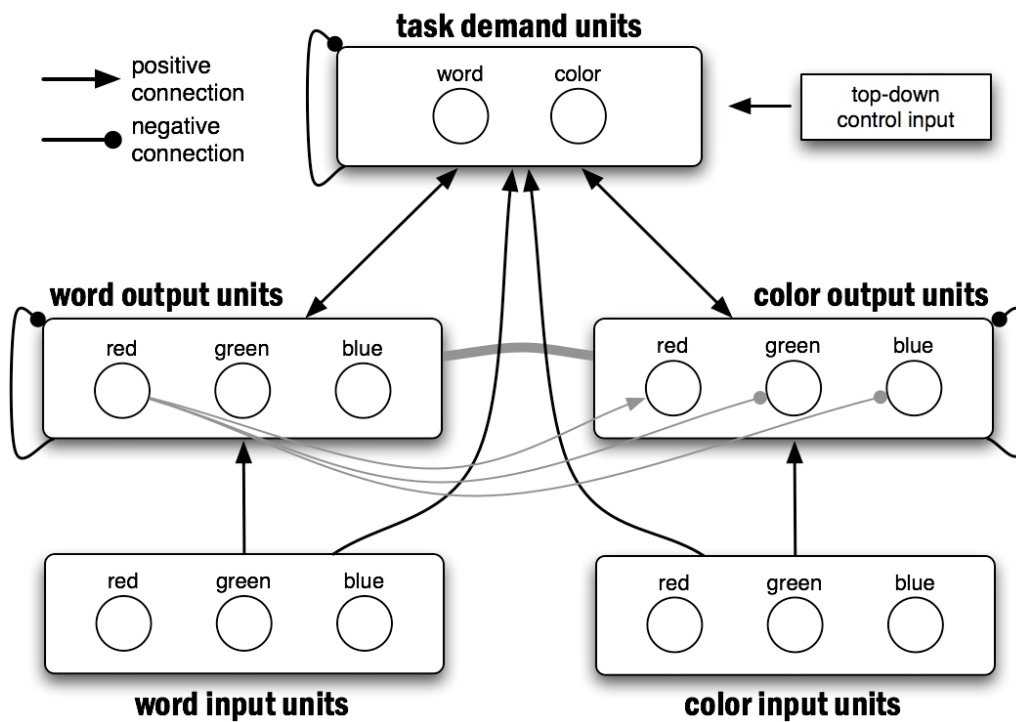 task demand units
positive
connection
negative
connection
word color
top-down
control input
word output units
color output units
red green blue
red green blue
red green blue
red green blue
word input units
color input units